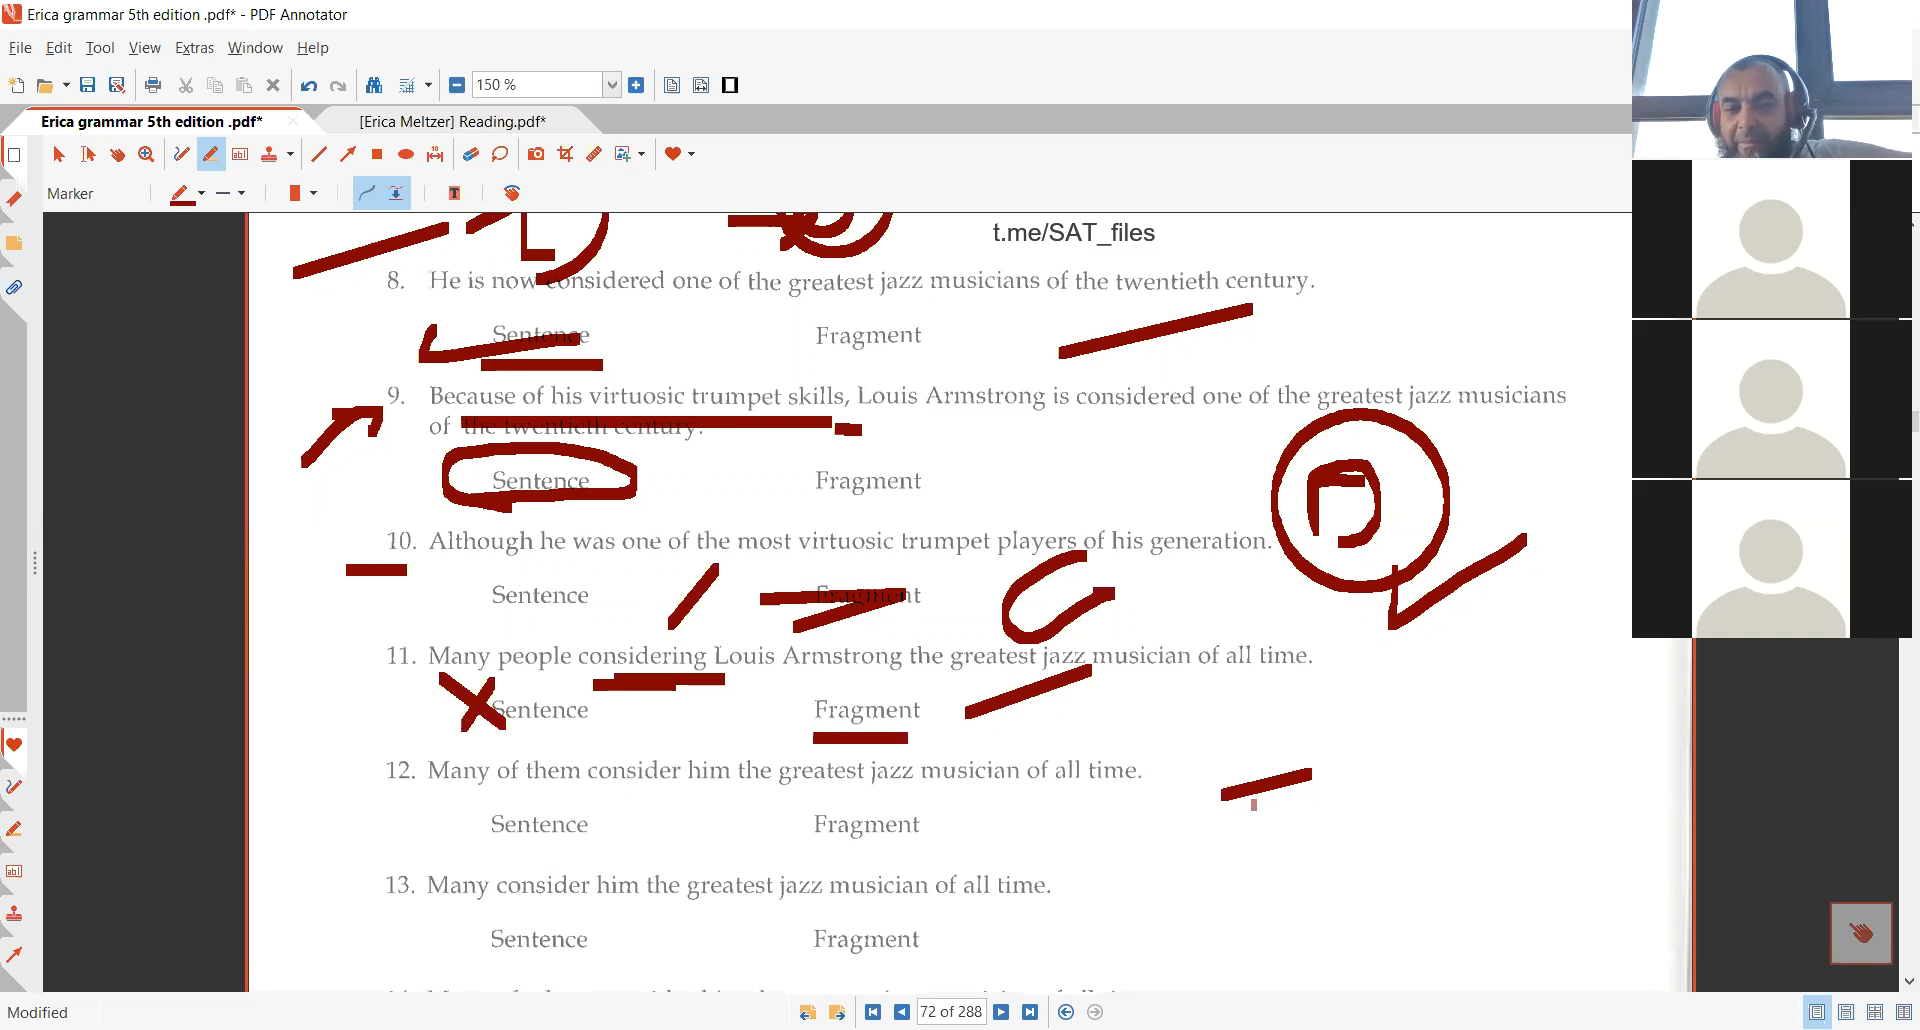 Erica grammar 5th edition .pdf* - PDF Annotator
File Edit Tool View Extras Window Help
150 %
Erica grammar 5th edition .pdf* [Erica Meltzer] Reading.pdf*
Marker
t.me/SAT_files
8. He is now considered one of the greatest jazz musicians of the twentieth century.
Sentence Fragment
9. Because of his virtuosic trumpet skills, Louis Armstrong is considered one of the greatest jazz musicians
of the twentieth century.
Sentence Fragment
10. Although he was one of the most virtuosic trumpet players of his generation.
Sentence Fragment
11. Many people considering Louis Armstrong the greatest jazz musician of all time.
Sentence Fragment
12. Many of them consider him the greatest jazz musician of all time.
Sentence Fragment
13. Many consider him the greatest jazz musician of all time.
Sentence Fragment
Modified 72 of 288